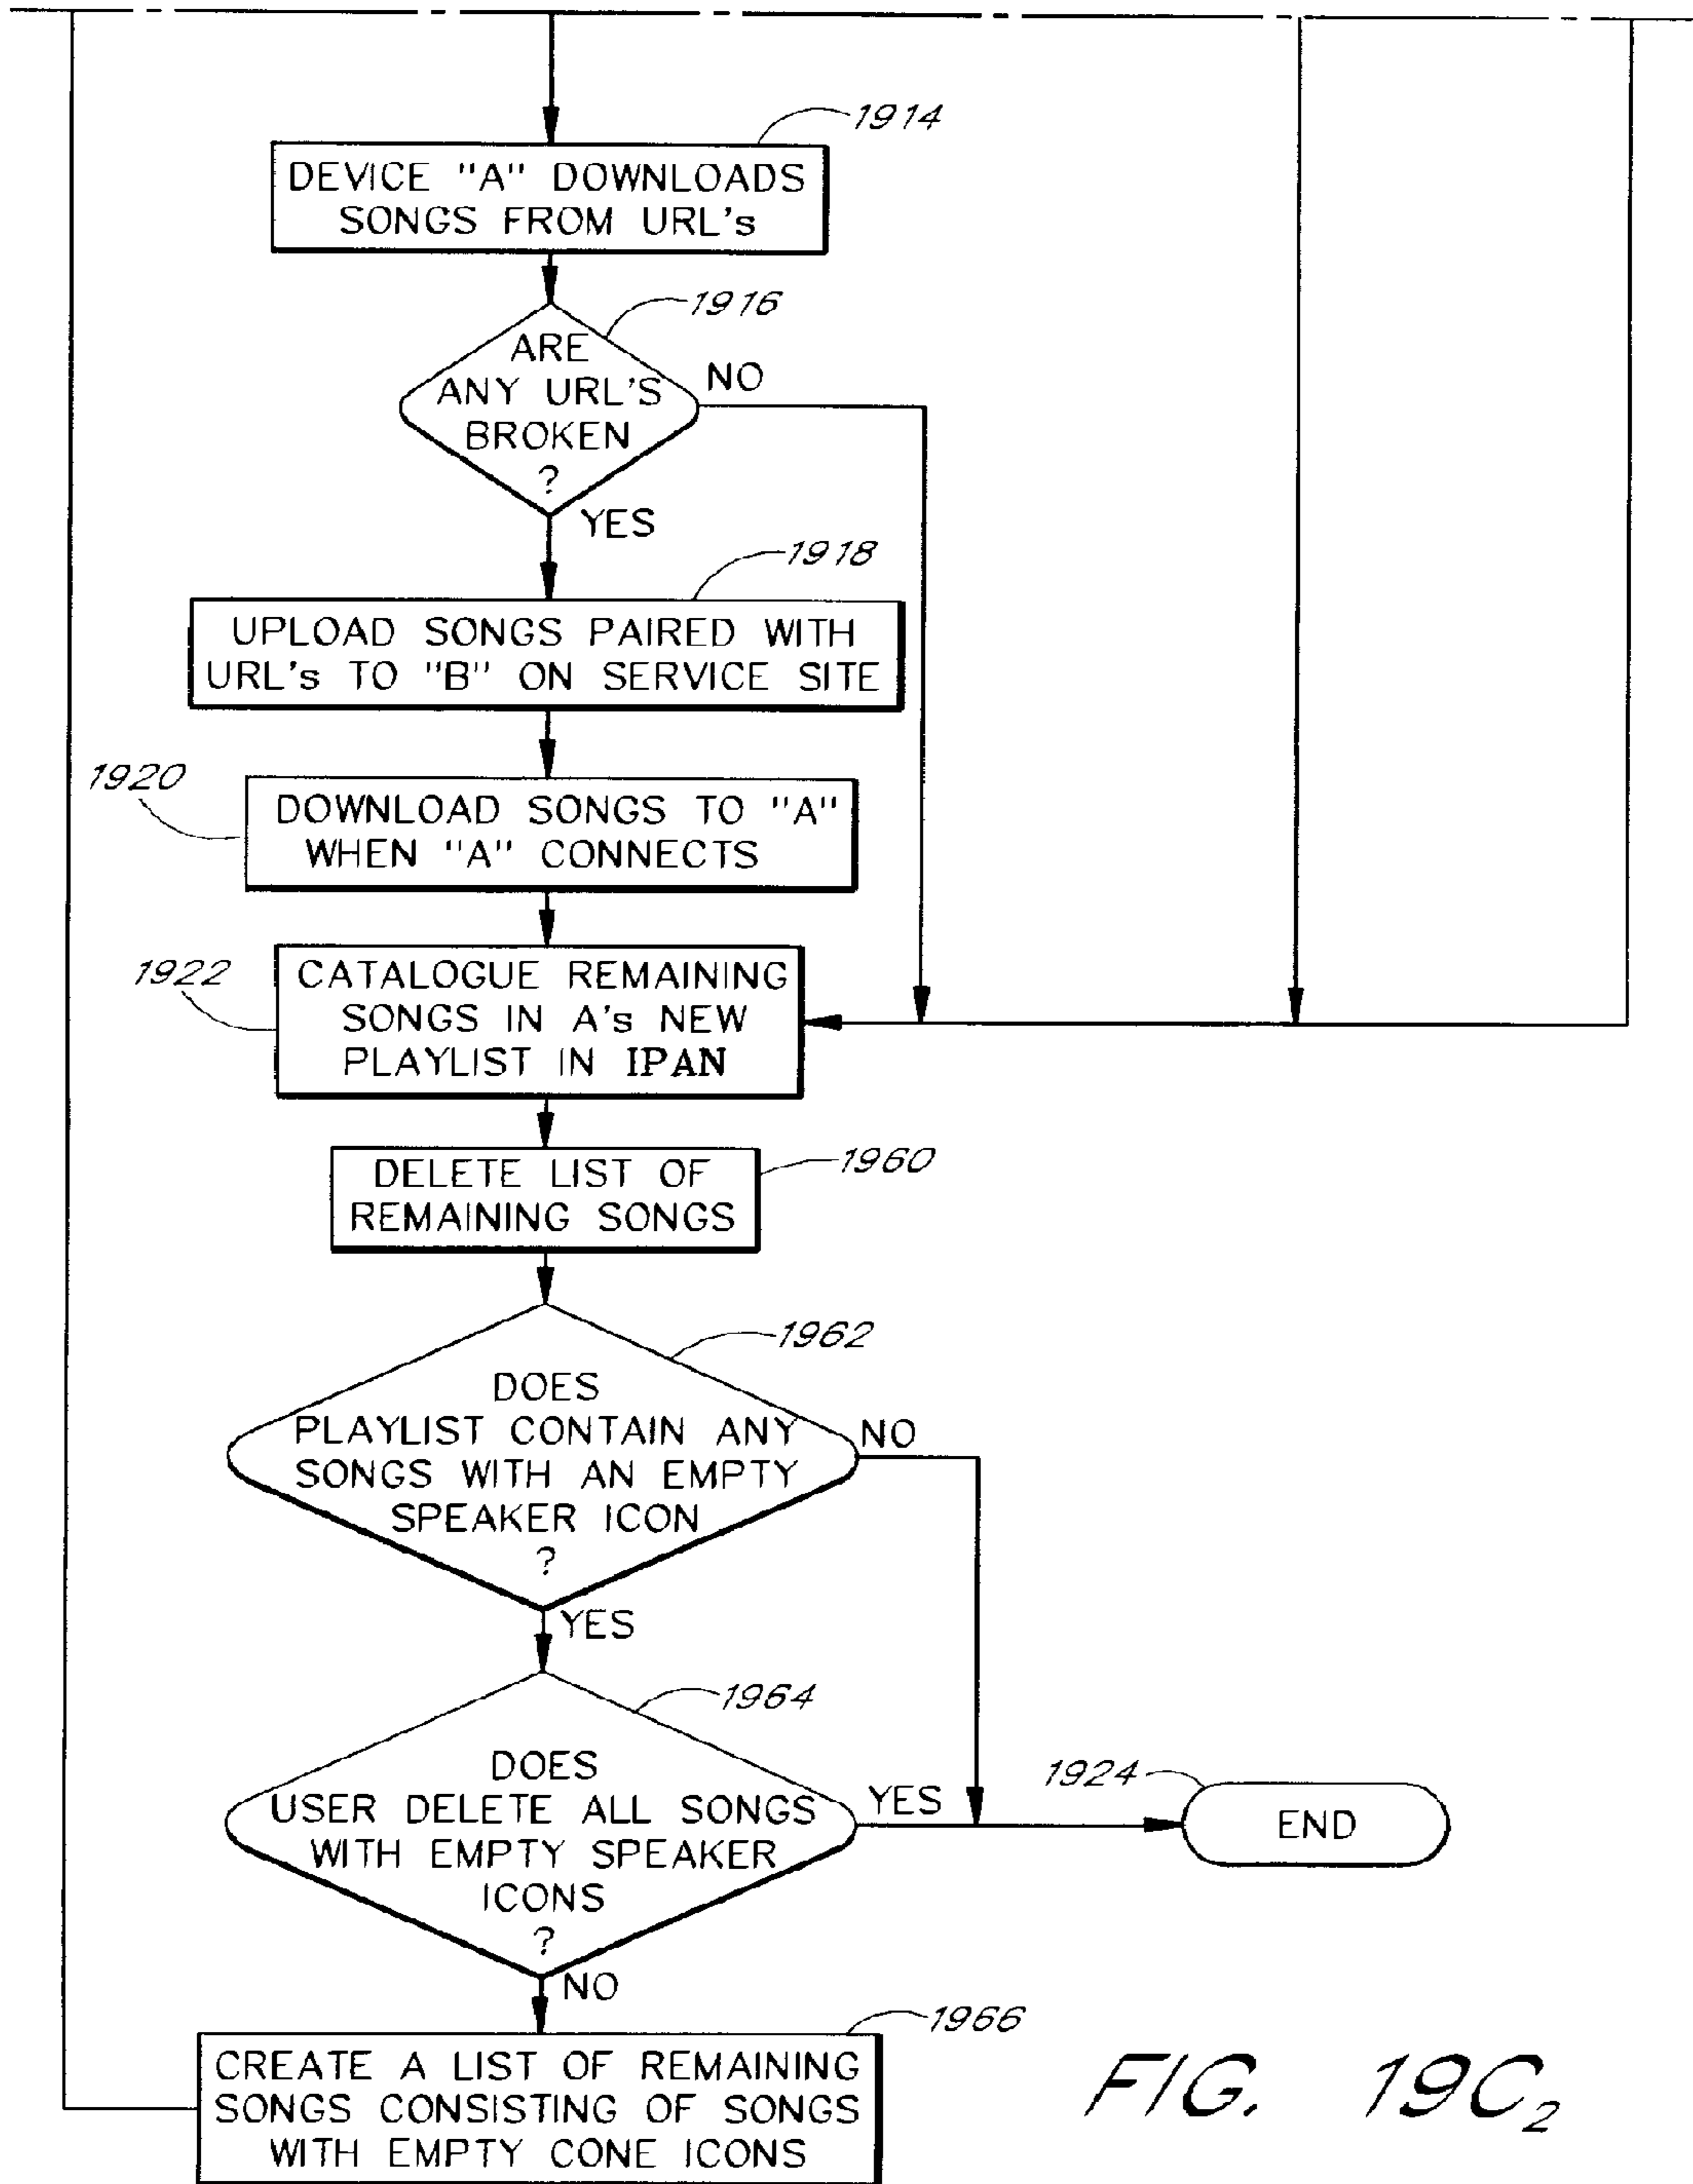 1914
DEVICE "A" DOWNLOADS
SONGS FROM URL's
1916
ARE
ANY URL'S
BROKEN
?
NO
YES
1918
UPLOAD SONGS PAIRED WITH
URL's TO "B" ON SERVICE SITE
1920
DOWNLOAD SONGS TO "A"
WHEN "A" CONNECTS
1922
CATALOGUE REMAINING
SONGS IN A's NEW
PLAYLIST IN IPAN
1960
DELETE LIST OF
REMAINING SONGS
1962
DOES
PLAYLIST CONTAIN ANY
SONGS WITH AN EMPTY
SPEAKER ICON
?
NO
YES
1964
DOES
USER DELETE ALL SONGS
WITH EMPTY SPEAKER
ICONS
?
YES
1924
END
NO
1966
CREATE A LIST OF REMAINING
SONGS CONSISTING OF SONGS
WITH EMPTY CONE ICONS
FIG. 19C2